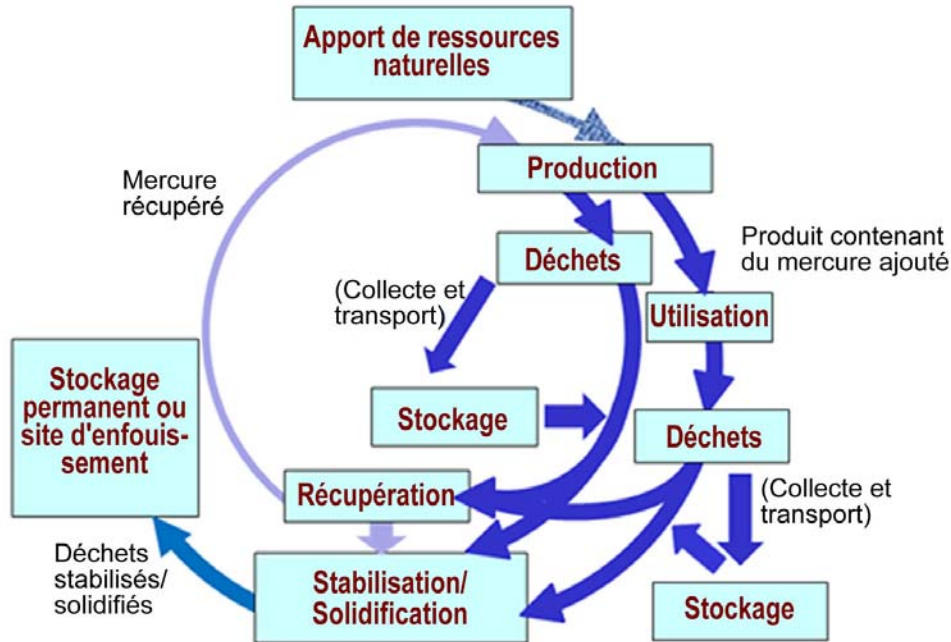 Apport de ressources
naturelles
Production
Mercure
récupéré
Déchets
Produit contenant
du mercure ajouté
(Collecte et
transport)
Utilisation
Stockage
permanent ou
site d'enfouis-
sement
Stockage
Déchets
Récupération
(Collecte et
transport)
Déchets
stabilisés/
solidifiés
Stabilisation/
Solidification
Stockage